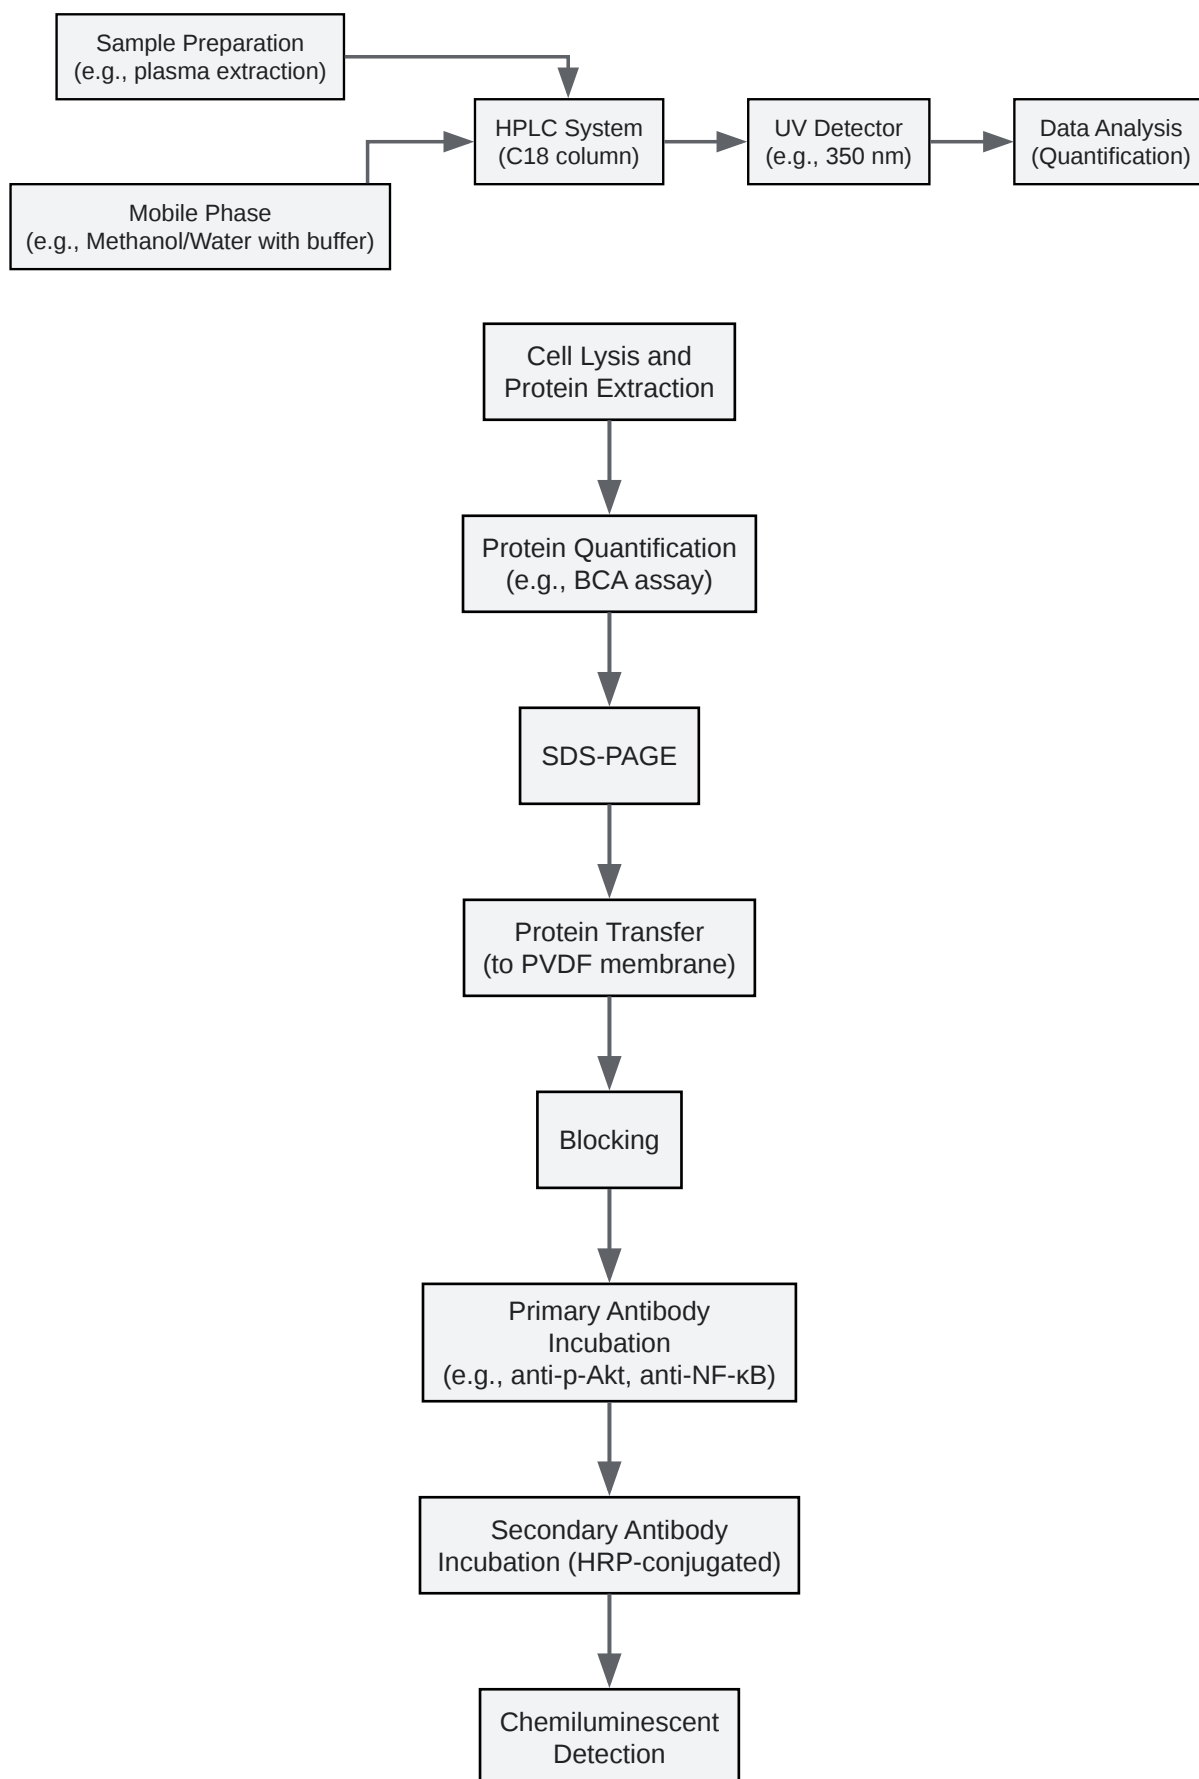 Sample Preparation
(e.g., plasma extraction)
HPLC System
(C18 column)
UV Detector
(e.g., 350 nm)
Data Analysis
(Quantification)
Mobile Phase
(e.g., Methanol/Water with buffer)
Cell Lysis and
Protein Extraction
Protein Quantification
(e.g., BCA assay)
SDS-PAGE
Protein Transfer
(to PVDF membrane)
Blocking
Primary Antibody
Incubation
(e.g., anti-p-Akt, anti-NF-κB)
Secondary Antibody
Incubation (HRP-conjugated)
Chemiluminescent
Detection